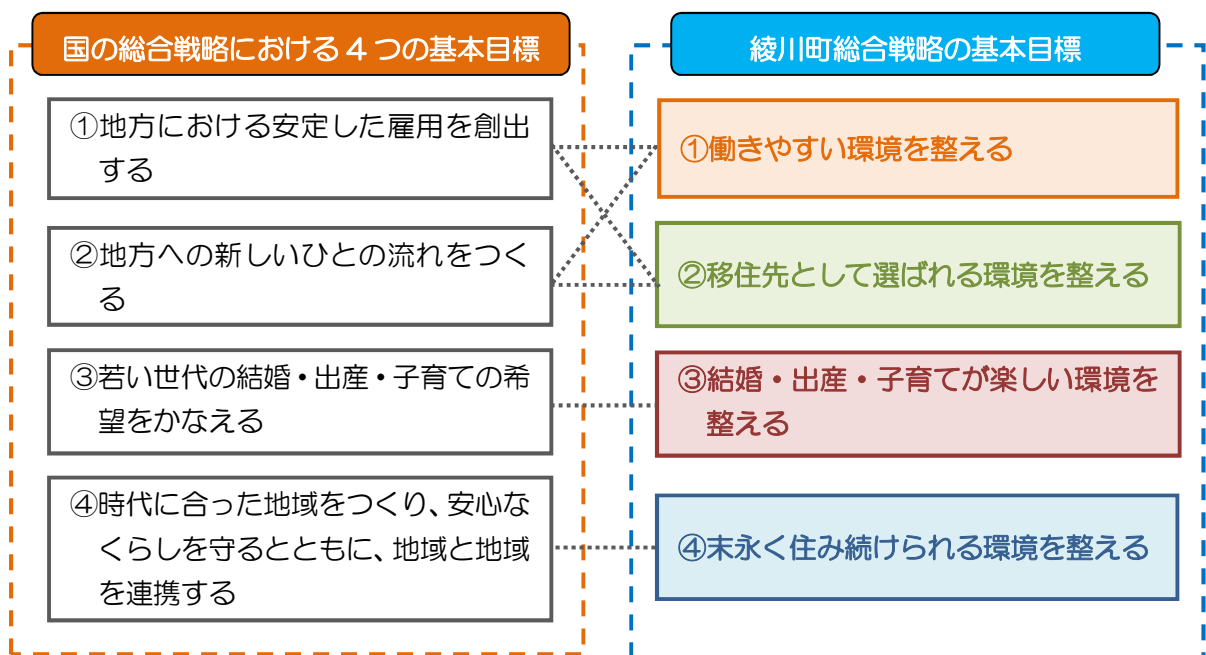 国の総合戦略における4つの基本目標
①地方における安定した雇用を創出
する
②地方への新しいひとの流れをつく
る
③若い世代の結婚・出産・子育ての希
望をかなえる
④時代に合った地域をつくり、安心な
くらしを守るとともに、地域と地域
を連携する
綾川町総合戦略の基本目標
①働きやすい環境を整える
②移住先として選ばれる環境を整える
③結婚・出産・子育てが楽しい環境を
整える
④末永く住み続けられる環境を整える